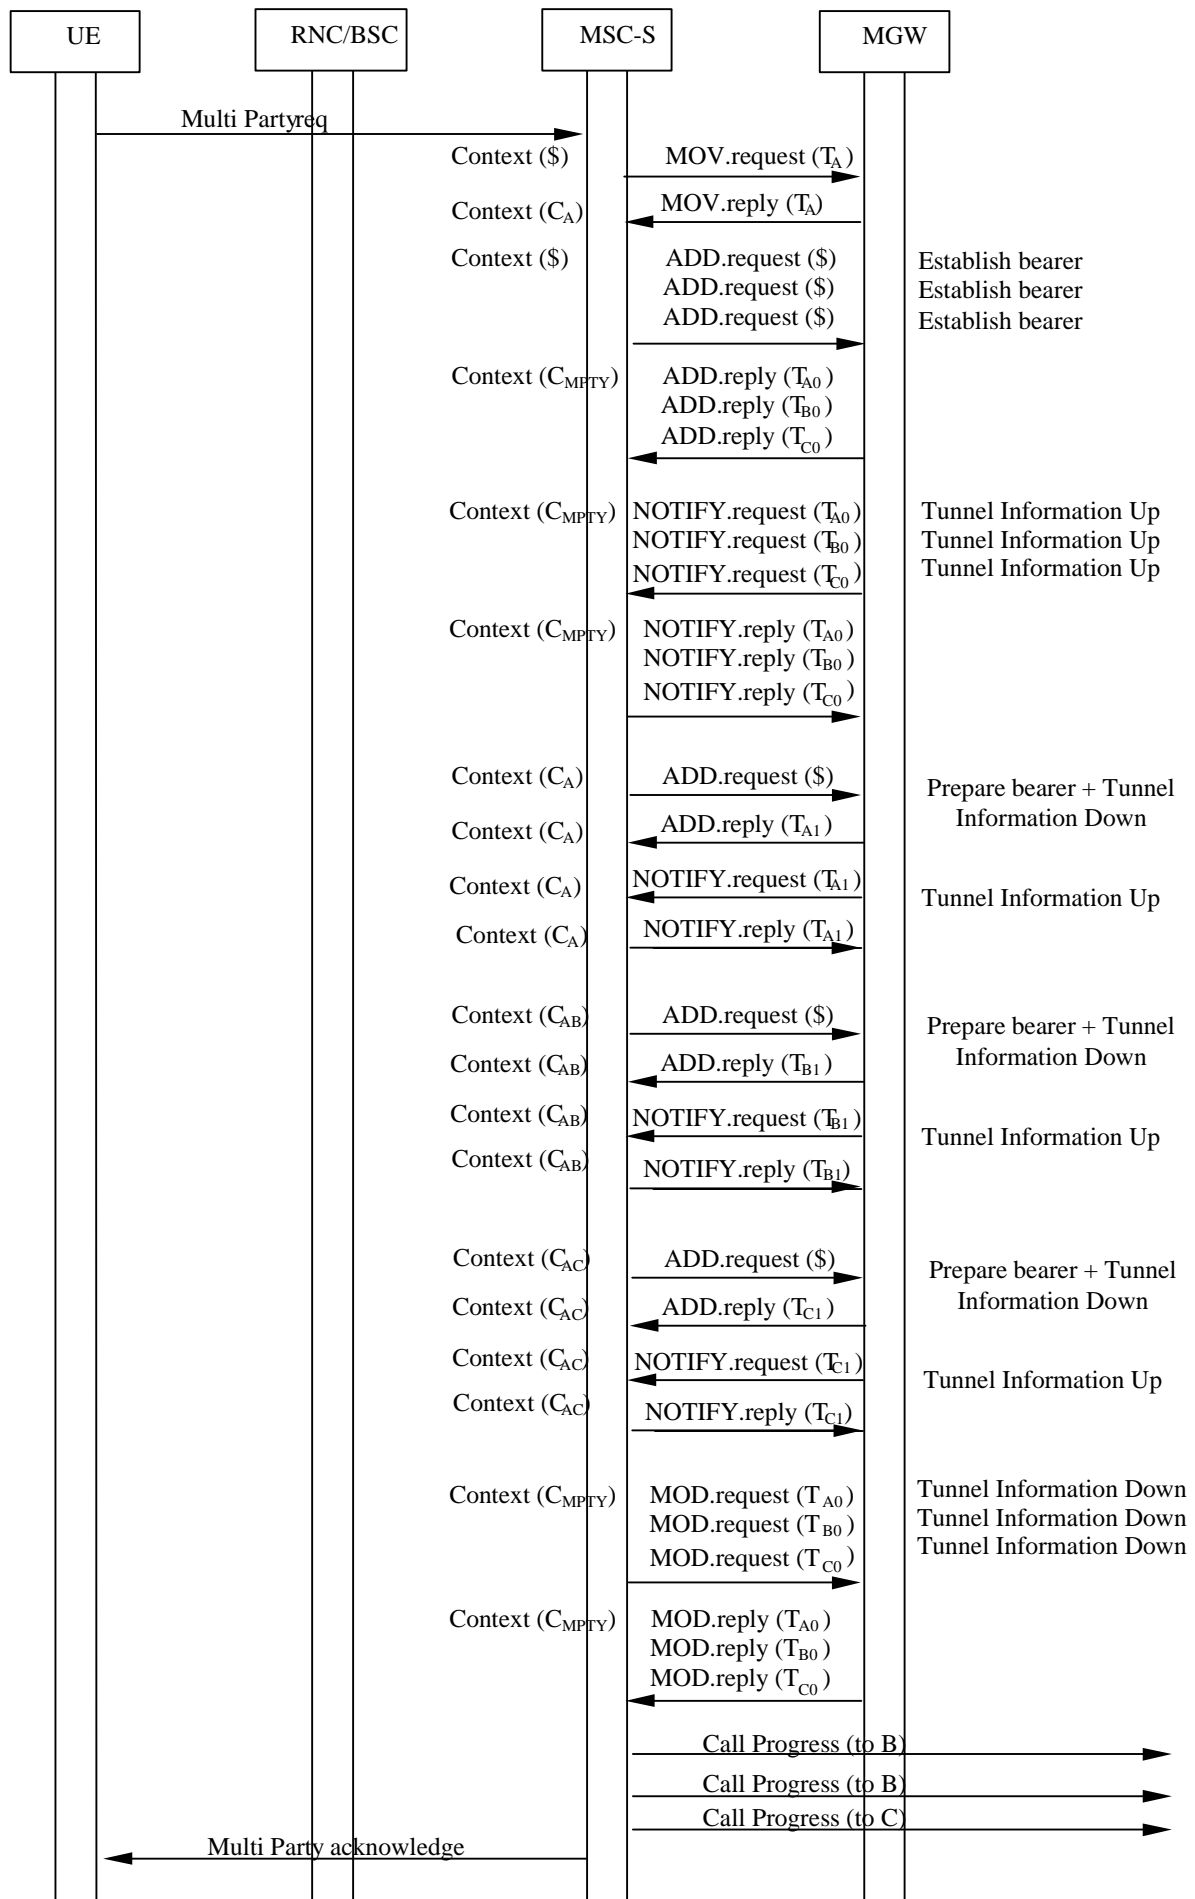 UE RNC/BSC MSC-S MGW
Multi Partyreq
Context ($) MOV.request (TA)
Context (CA) MOV.reply (TA)
Context ($) ADD.request ($) Establish bearer
ADD.request ($) Establish bearer
ADD.request ($) Establish bearer
Context (CMPTY) ADD.reply (TA0)
ADD.reply (TB0)
ADD.reply (TC0)
Context (CMPTY) NOTIFY.request (TA0) Tunnel Information Up
NOTIFY.request (TB0) Tunnel Information Up
NOTIFY.request (TC0) Tunnel Information Up
Context (CMPTY) NOTIFY.reply (TA0)
NOTIFY.reply (TB0)
NOTIFY.reply (TC0)
Context (CA) ADD.request ($) Prepare bearer + Tunnel
Information Down
Context (CA) ADD.reply (TA1)
Context (CA) NOTIFY.request (TA1) Tunnel Information Up
Context (CA) NOTIFY.reply (TA1)
Context (CAB) ADD.request ($) Prepare bearer + Tunnel
Information Down
Context (CAB) ADD.reply (TB1)
Context (CAB) NOTIFY.request (TB1) Tunnel Information Up
Context (CAB) NOTIFY.reply (TB1)
Context (CAC) ADD.request ($) Prepare bearer + Tunnel
Information Down
Context (CAC) ADD.reply (TC1)
Context (CAC) NOTIFY.request (TC1) Tunnel Information Up
Context (CAC) NOTIFY.reply (TC1)
Context (CMPTY) MOD.request (TA0) Tunnel Information Down
MOD.request (TB0) Tunnel Information Down
MOD.request (TC0) Tunnel Information Down
Context (CMPTY) MOD.reply (TA0)
MOD.reply (TB0)
MOD.reply (TC0)
Call Progress (to B)
Call Progress (to B)
Call Progress (to C)
Multi Party acknowledge